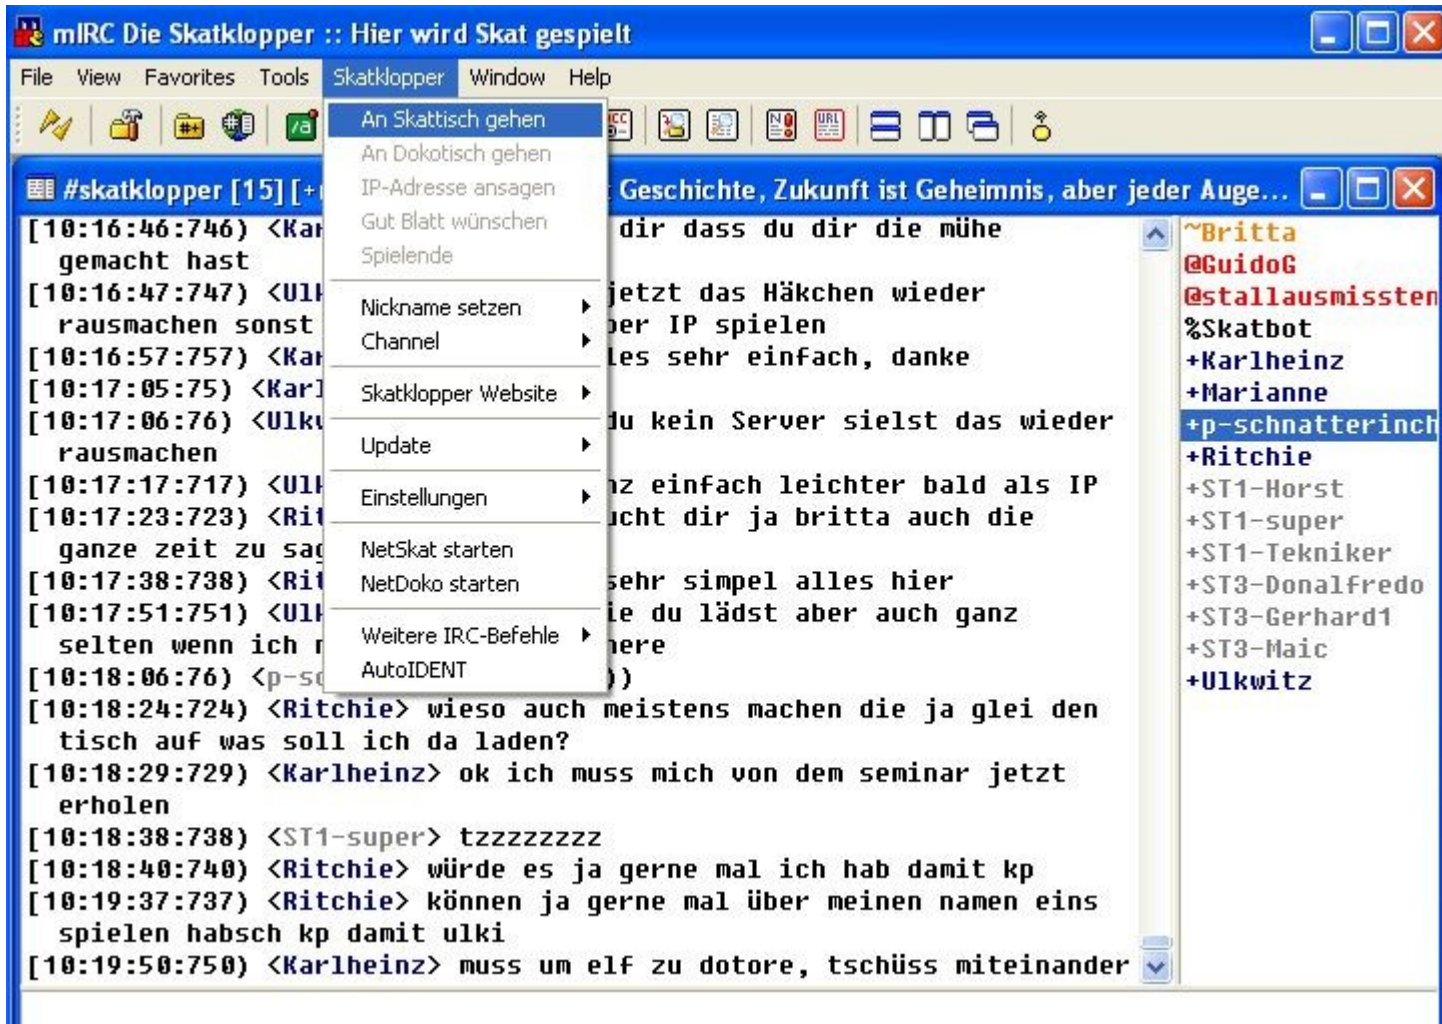 mIRC Die Skatklopper :: Hier wird Skat gespielt
File View Favorites Tools Skatklopper Window Help
An Skattisch gehen
An Dokotisch gehen
IP-Adresse ansagen
Gut Blatt wünschen
Spielende
Nickname setzen
Channel
Skatklopper Website
Update
Einstellungen
NetSkat starten
NetDoko starten
Weitere IRC-Befehle
AutoIDENT
#skatklopper [15] [+ Geschichte, Zukunft ist Geheimnis, aber jeder Auge...
[10:16:46:746) <Kar dir dass du dir die mühe
gemacht hast
[10:16:47:747) <Ulk jetzt das Häkchen wieder
rausmachen sonst ber IP spielen
[10:16:57:757) <Kar les sehr einfach, danke
[10:17:05:75) <Karl
[10:17:06:76) <Ulkw du kein Server sielst das wieder
rausmachen
[10:17:17:717) <Ulk nz einfach leichter bald als IP
[10:17:23:723) <Rit ucht dir ja britta auch die
ganze zeit zu sag
[10:17:38:738) <Rit sehr simpel alles hier
[10:17:51:751) <Ulk ie du lädst aber auch ganz
selten wenn ich here
[10:18:06:76) <p-sc ))
[10:18:24:724) <Ritchie> wieso auch meistens machen die ja glei den
tisch auf was soll ich da laden?
[10:18:29:729) <Karlheinz> ok ich muss mich von dem seminar jetzt
erholen
[10:18:38:738) <ST1-super> tzzzzzzzz
[10:18:40:740) <Ritchie> würde es ja gerne mal ich hab damit kp
[10:19:37:737) <Ritchie> können ja gerne mal über meinen namen eins
spielen habsch kp damit ulki
[10:19:50:750) <Karlheinz> muss um elf zu dotore, tschüss miteinander
~Britta
@GuidoG
@stallausmissten
%Skatbot
+Karlheinz
+Marianne
+p-schnatterinch
+Ritchie
+ST1-Horst
+ST1-super
+ST1-Tekniker
+ST3-Donalfredo
+ST3-Gerhard1
+ST3-Maic
+Ulkwitz